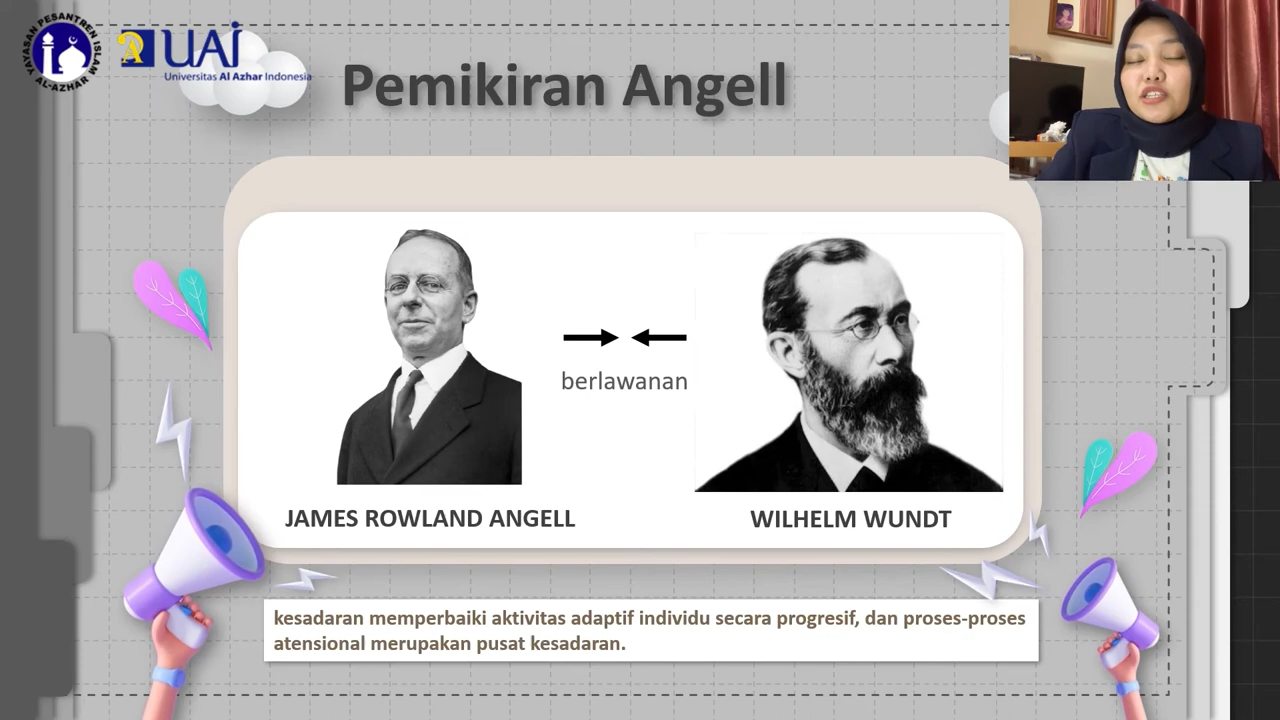 YAYASAN PESANTREN ISLAM
AL-AZHAR
UAI
Universitas Al Azhar Indonesia
Pemikiran Angell
berlawanan
JAMES ROWLAND ANGELL
WILHELM WUNDT
kesadaran memperbaiki aktivitas adaptif individu secara progresif, dan proses-proses
atensional merupakan pusat kesadaran.